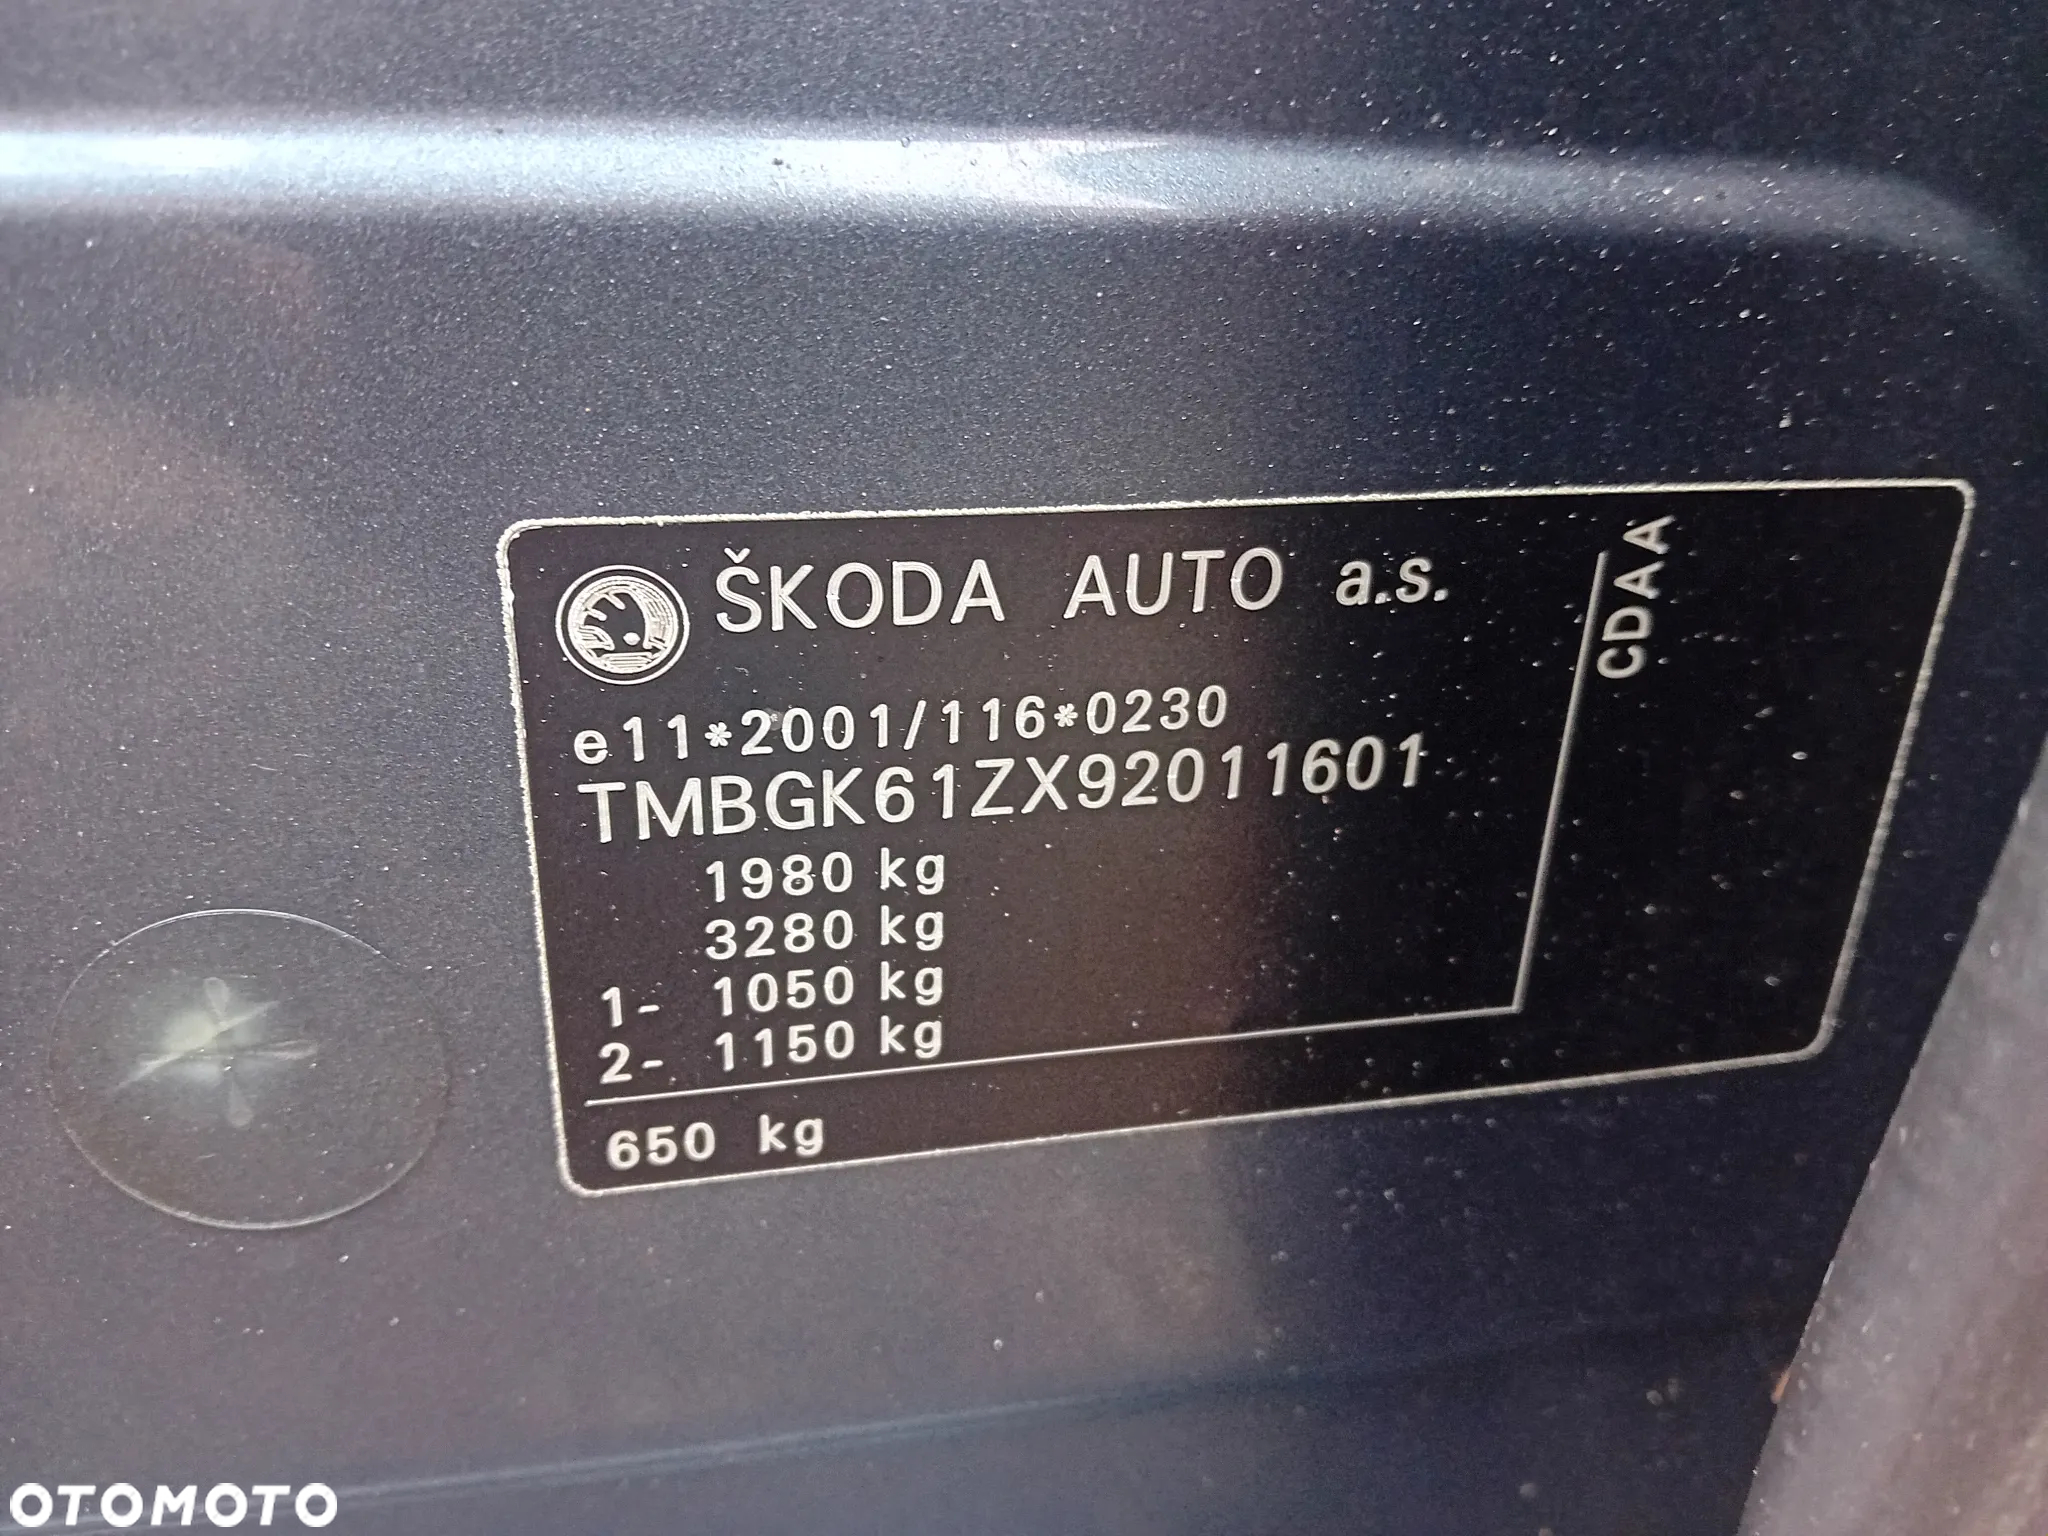 ŠKODA AUTO a.s.
CDAA
e11*2001/116*0230
TMBGK61ZX92011601
1980 kg
3280 kg
1- 1050 kg
2- 1150 kg
650 kg
OTOMOTO